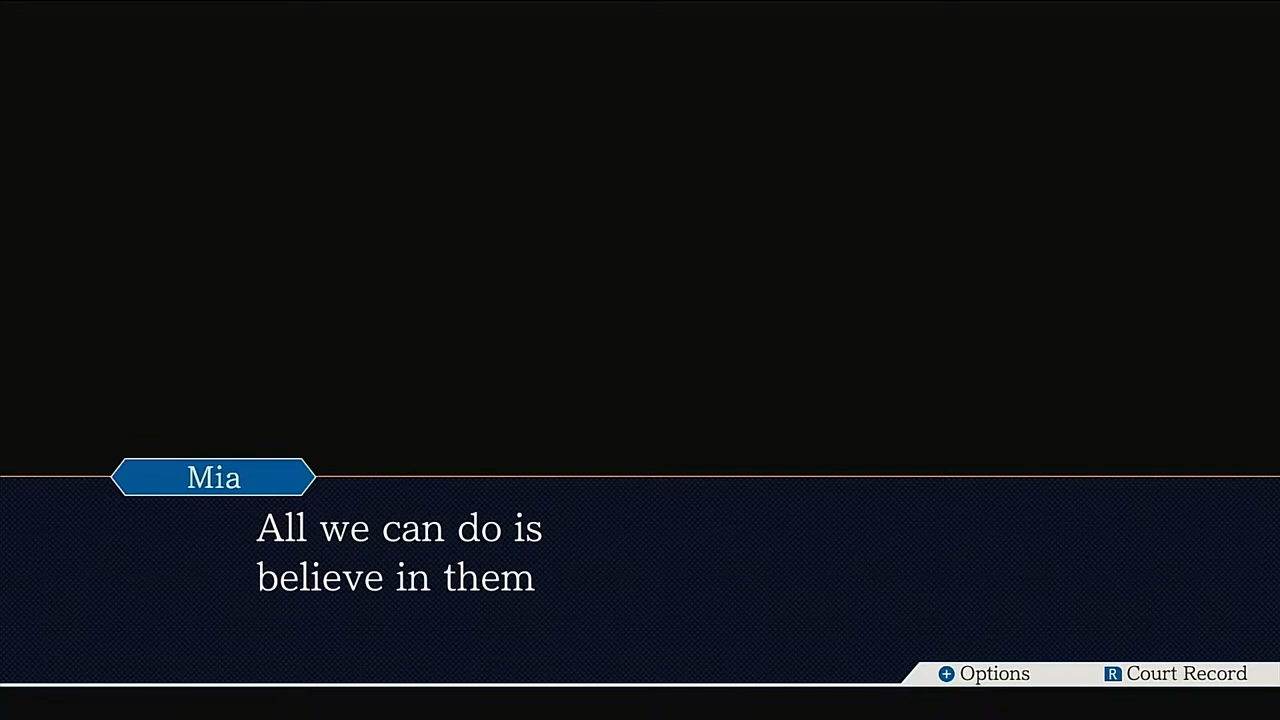 Mia
All we can do is
believe in them
+ Options
R Court Record